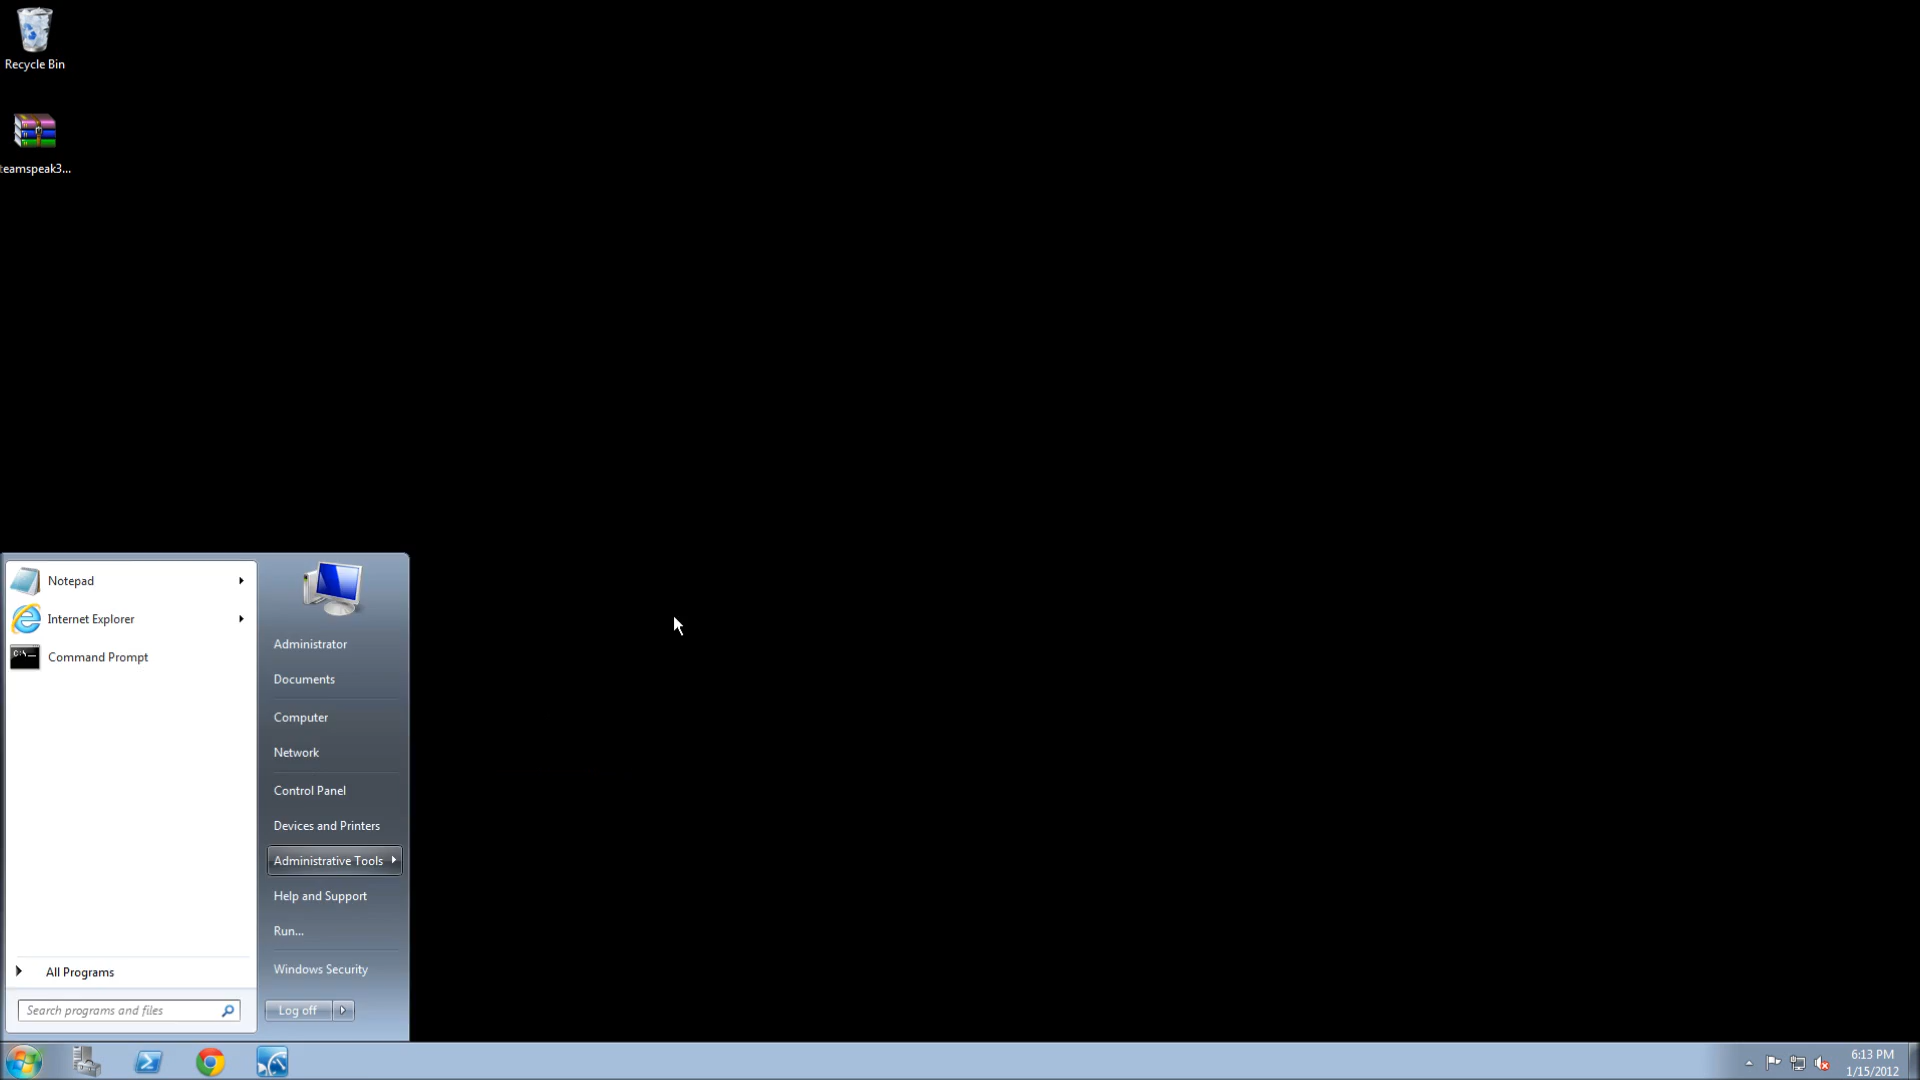 Recycle Bin
teamspeak3...
Notepad
Internet Explorer
C:\
Command Prompt
All Programs
Search programs and files
Administrator
Documents
Computer
Network
Control Panel
Devices and Printers
Administrative Tools
Help and Support
Run...
Windows Security
Log off
6:13 PM
1/15/2012